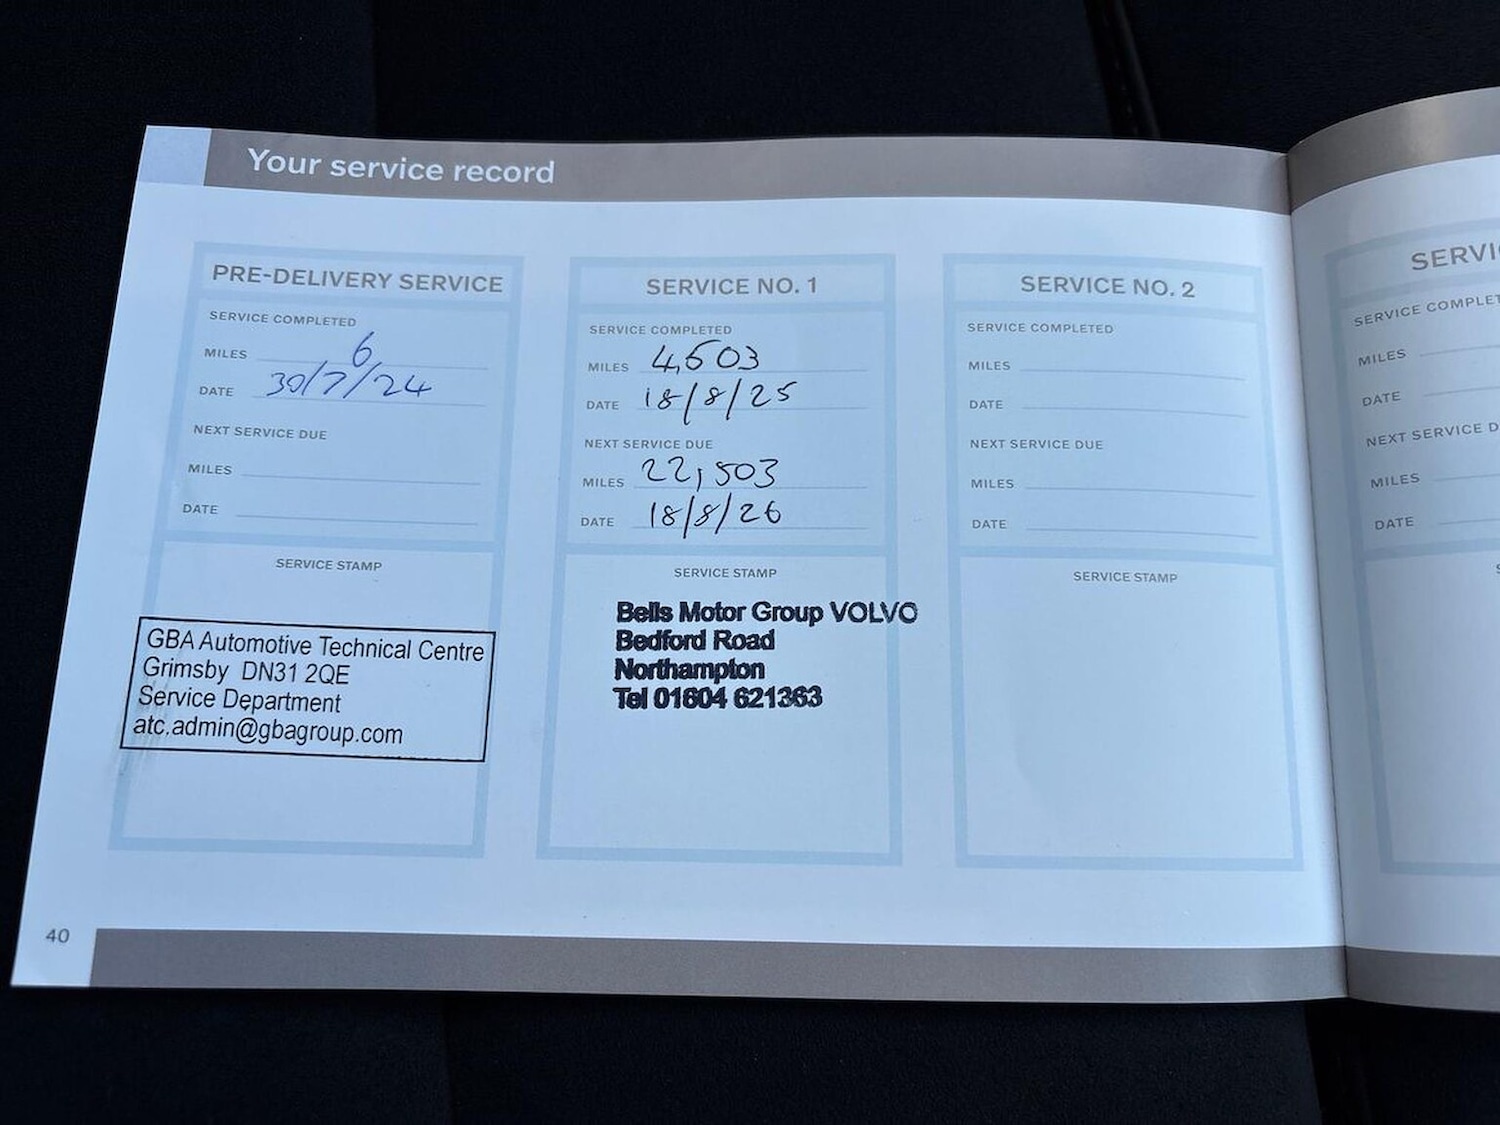 Your service record
PRE-DELIVERY SERVICE
SERVICE COMPLETED
MILES 6
DATE 30/7/24
NEXT SERVICE DUE
MILES
DATE
SERVICE STAMP
GBA Automotive Technical Centre
Grimsby DN31 2QE
Service Department
atc.admin@gbagroup.com
SERVICE NO. 1
SERVICE COMPLETED
MILES 4,503
DATE 18/8/25
NEXT SERVICE DUE
MILES 22,503
DATE 18/8/26
SERVICE STAMP
Bells Motor Group VOLVO
Bedford Road
Northampton
Tel 01604 621363
SERVICE NO. 2
SERVICE COMPLETED
MILES
DATE
NEXT SERVICE DUE
MILES
DATE
SERVICE STAMP
SERVICE COMPLET
MILES
DATE
NEXT SERVICE D
MILES
DATE
40